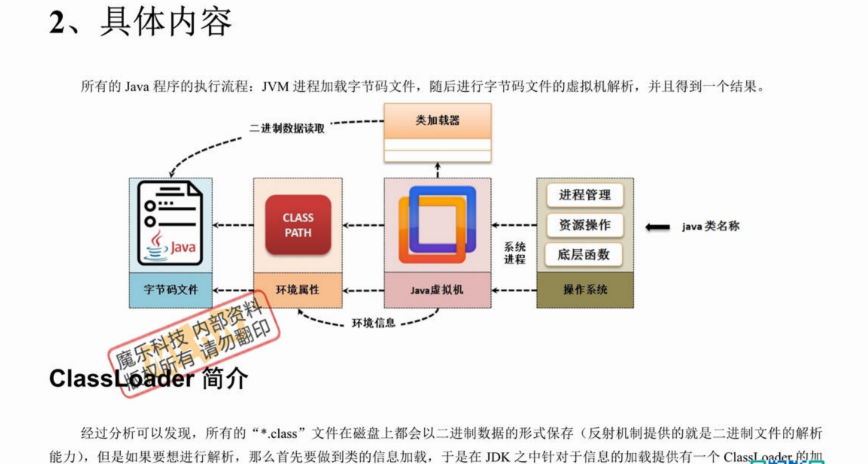 2、具体内容
所有的 Java 程序的执行流程：JVM 进程加载字节码文件，随后进行字节码文件的虚拟机解析，并且得到一个结果。
类加载器
二进制数据读取
进程管理
CLASS
PATH
资源操作
java 类名称
Java
系统
进程
底层函数
字节码文件
环境属性
Java虚拟机
操作系统
环境信息
魔乐科技 内部资料
版权所有 请勿翻印
ClassLoader 简介
经过分析可以发现，所有的“*.class”文件在磁盘上都会以二进制数据的形式保存（反射机制提供的就是二进制文件的解析
能力），但是如果要想进行解析，那么首先要做到类的信息加载，于是在 JDK 之中针对于信息的加载提供有一个 ClassLoader 的加